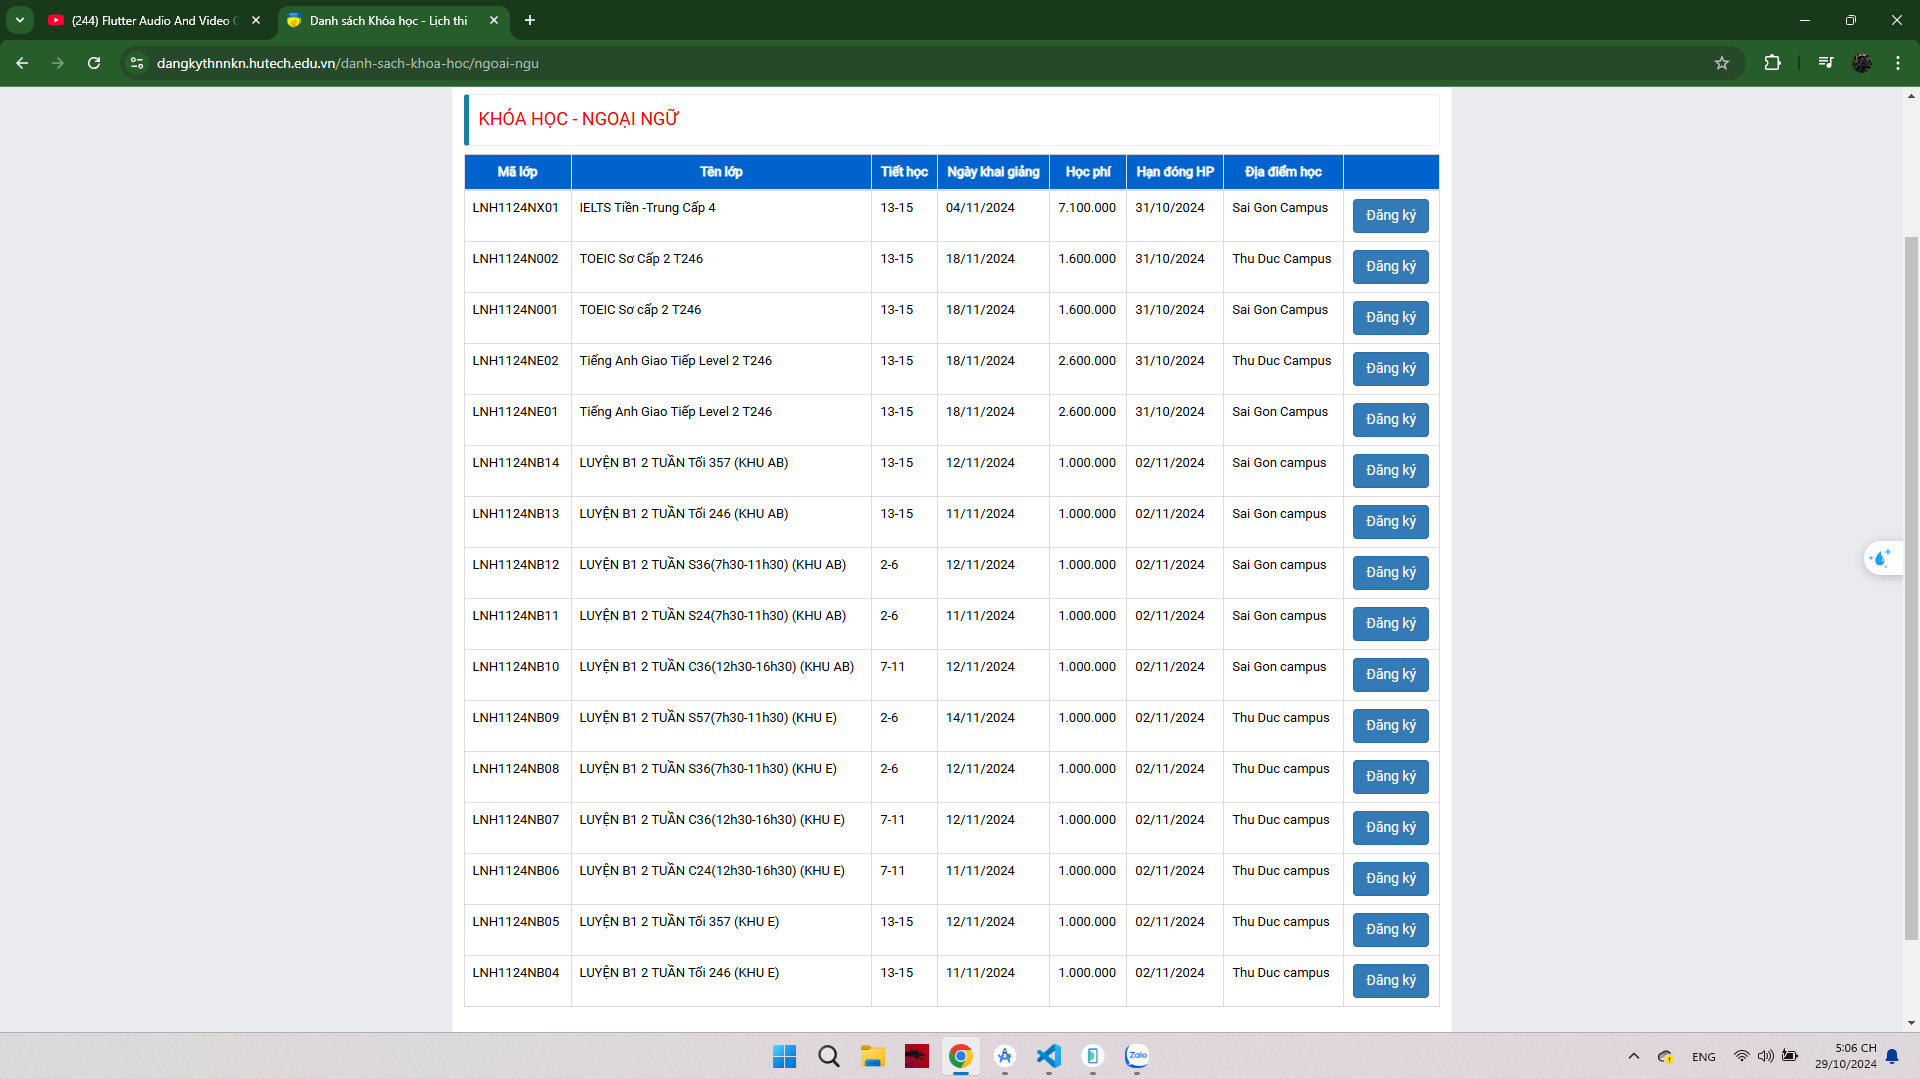 (244) Flutter Audio And Video C
Danh sách Khóa học - Lịch thi
dangkythnnkn.hutech.edu.vn/danh-sach-khoa-hoc/ngoai-ngu
KHÓA HỌC - NGOẠI NGỮ
Mã lớp Tên lớp Tiết học Ngày khai giảng Học phí Hạn đóng HP Địa điểm học
LNH1124NX01 IELTS Tiền -Trung Cấp 4 13-15 04/11/2024 7.100.000 31/10/2024 Sai Gon Campus Đăng ký
LNH1124N002 TOEIC Sơ Cấp 2 T246 13-15 18/11/2024 1.600.000 31/10/2024 Thu Duc Campus Đăng ký
LNH1124N001 TOEIC Sơ cấp 2 T246 13-15 18/11/2024 1.600.000 31/10/2024 Sai Gon Campus Đăng ký
LNH1124NE02 Tiếng Anh Giao Tiếp Level 2 T246 13-15 18/11/2024 2.600.000 31/10/2024 Thu Duc Campus Đăng ký
LNH1124NE01 Tiếng Anh Giao Tiếp Level 2 T246 13-15 18/11/2024 2.600.000 31/10/2024 Sai Gon Campus Đăng ký
LNH1124NB14 LUYỆN B1 2 TUẦN Tối 357 (KHU AB) 13-15 12/11/2024 1.000.000 02/11/2024 Sai Gon campus Đăng ký
LNH1124NB13 LUYỆN B1 2 TUẦN Tối 246 (KHU AB) 13-15 11/11/2024 1.000.000 02/11/2024 Sai Gon campus Đăng ký
LNH1124NB12 LUYỆN B1 2 TUẦN S36(7h30-11h30) (KHU AB) 2-6 12/11/2024 1.000.000 02/11/2024 Sai Gon campus Đăng ký
LNH1124NB11 LUYỆN B1 2 TUẦN S24(7h30-11h30) (KHU AB) 2-6 11/11/2024 1.000.000 02/11/2024 Sai Gon campus Đăng ký
LNH1124NB10 LUYỆN B1 2 TUẦN C36(12h30-16h30) (KHU AB) 7-11 12/11/2024 1.000.000 02/11/2024 Sai Gon campus Đăng ký
LNH1124NB09 LUYỆN B1 2 TUẦN S57(7h30-11h30) (KHU E) 2-6 14/11/2024 1.000.000 02/11/2024 Thu Duc campus Đăng ký
LNH1124NB08 LUYỆN B1 2 TUẦN S36(7h30-11h30) (KHU E) 2-6 12/11/2024 1.000.000 02/11/2024 Thu Duc campus Đăng ký
LNH1124NB07 LUYỆN B1 2 TUẦN C36(12h30-16h30) (KHU E) 7-11 12/11/2024 1.000.000 02/11/2024 Thu Duc campus Đăng ký
LNH1124NB06 LUYỆN B1 2 TUẦN C24(12h30-16h30) (KHU E) 7-11 11/11/2024 1.000.000 02/11/2024 Thu Duc campus Đăng ký
LNH1124NB05 LUYỆN B1 2 TUẦN Tối 357 (KHU E) 13-15 12/11/2024 1.000.000 02/11/2024 Thu Duc campus Đăng ký
LNH1124NB04 LUYỆN B1 2 TUẦN Tối 246 (KHU E) 13-15 11/11/2024 1.000.000 02/11/2024 Thu Duc campus Đăng ký
Zalo
ENG
5:06 CH
29/10/2024